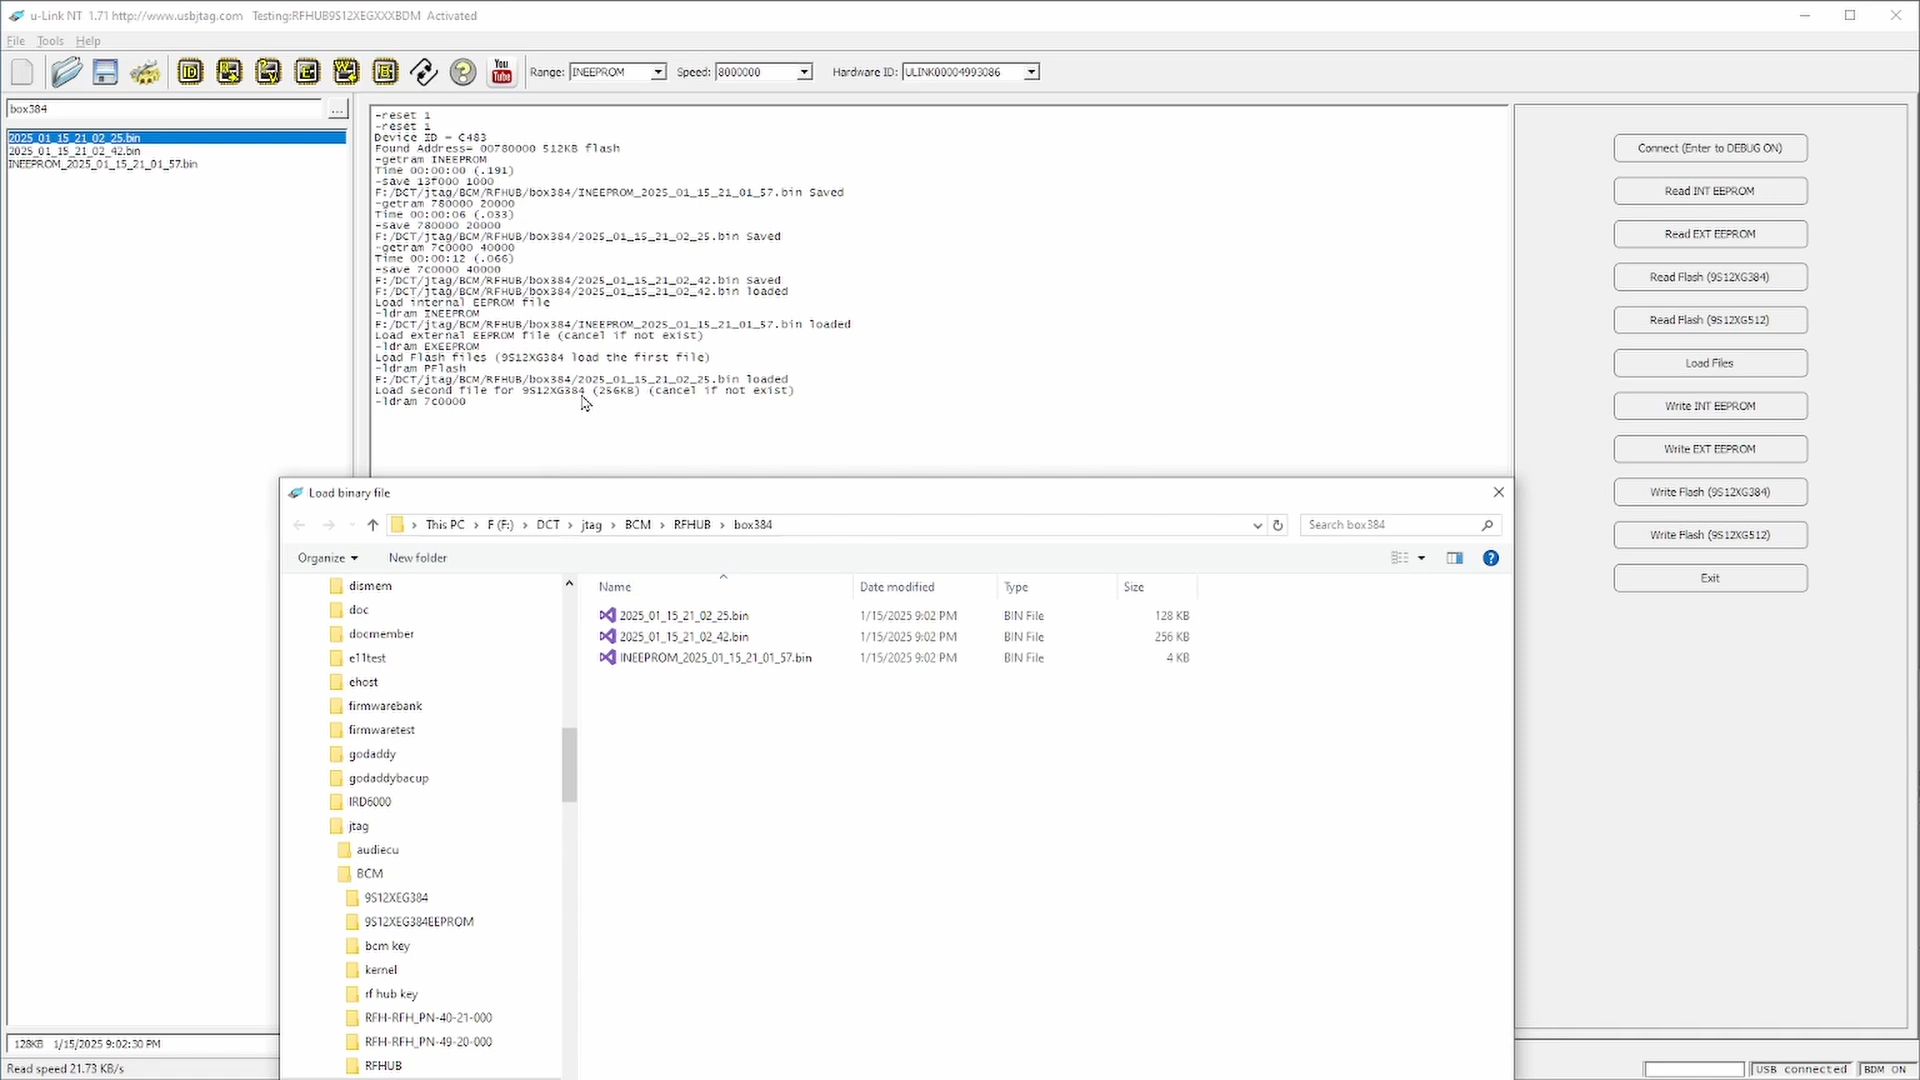 u-Link NT 1.71 http://www.usbjtag.com Testing:RFHUB9S12XEGXXXBDM Activated
File Tools Help
ID
You
Tube
Range: INEEPROM Speed: 8000000 Hardware ID: ULINK00004993086
box384 ...
2025_01_15_21_02_25.bin
2025_01_15_21_02_42.bin
INEEPROM_2025_01_15_21_01_57.bin
-reset 1
-reset 1
Device ID = C483
Found Address= 00780000 512KB flash
-getram INEEPROM
Time 00:00:00 (.191)
-save 13f000 1000
F:/DCT/jtag/BCM/RFHUB/box384/INEEPROM_2025_01_15_21_01_57.bin Saved
-getram 780000 20000
Time 00:00:06 (.033)
-save 780000 20000
F:/DCT/jtag/BCM/RFHUB/box384/2025_01_15_21_02_25.bin Saved
-getram 7c0000 40000
Time 00:00:12 (.066)
-save 7c0000 40000
F:/DCT/jtag/BCM/RFHUB/box384/2025_01_15_21_02_42.bin Saved
F:/DCT/jtag/BCM/RFHUB/box384/2025_01_15_21_02_42.bin loaded
Load internal EEPROM file
-ldram INEEPROM
F:/DCT/jtag/BCM/RFHUB/box384/INEEPROM_2025_01_15_21_01_57.bin loaded
Load external EEPROM file (cancel if not exist)
-ldram EXEEPROM
Load Flash files (9S12XG384 load the first file)
-ldram PFlash
F:/DCT/jtag/BCM/RFHUB/box384/2025_01_15_21_02_25.bin loaded
Load second file for 9S12XG384 (256KB) (cancel if not exist)
-ldram 7c0000
Connect (Enter to DEBUG ON)
Read INT EEPROM
Read EXT EEPROM
Read Flash (9S12XG384)
Read Flash (9S12XG512)
Load Files
Write INT EEPROM
Write EXT EEPROM
Write Flash (9S12XG384)
Write Flash (9S12XG512)
Exit
Load binary file
This PC > F (F:) > DCT > jtag > BCM > RFHUB > box384
Search box384
Organize New folder
dismem
doc
docmember
e11test
ehost
firmwarebank
firmwaretest
godaddy
godaddybacup
IRD6000
jtag
audiecu
BCM
9S12XEG384
9S12XEG384EEPROM
bcm key
kernel
rf hub key
RFH-RFH_PN-40-21-000
RFH-RFH_PN-49-20-000
RFHUB
Name Date modified Type Size
2025_01_15_21_02_25.bin 1/15/2025 9:02 PM BIN File 128 KB
2025_01_15_21_02_42.bin 1/15/2025 9:02 PM BIN File 256 KB
INEEPROM_2025_01_15_21_01_57.bin 1/15/2025 9:02 PM BIN File 4 KB
128KB 1/15/2025 9:02:30 PM
Read speed 21.73 KB/s
USB connected BDM ON